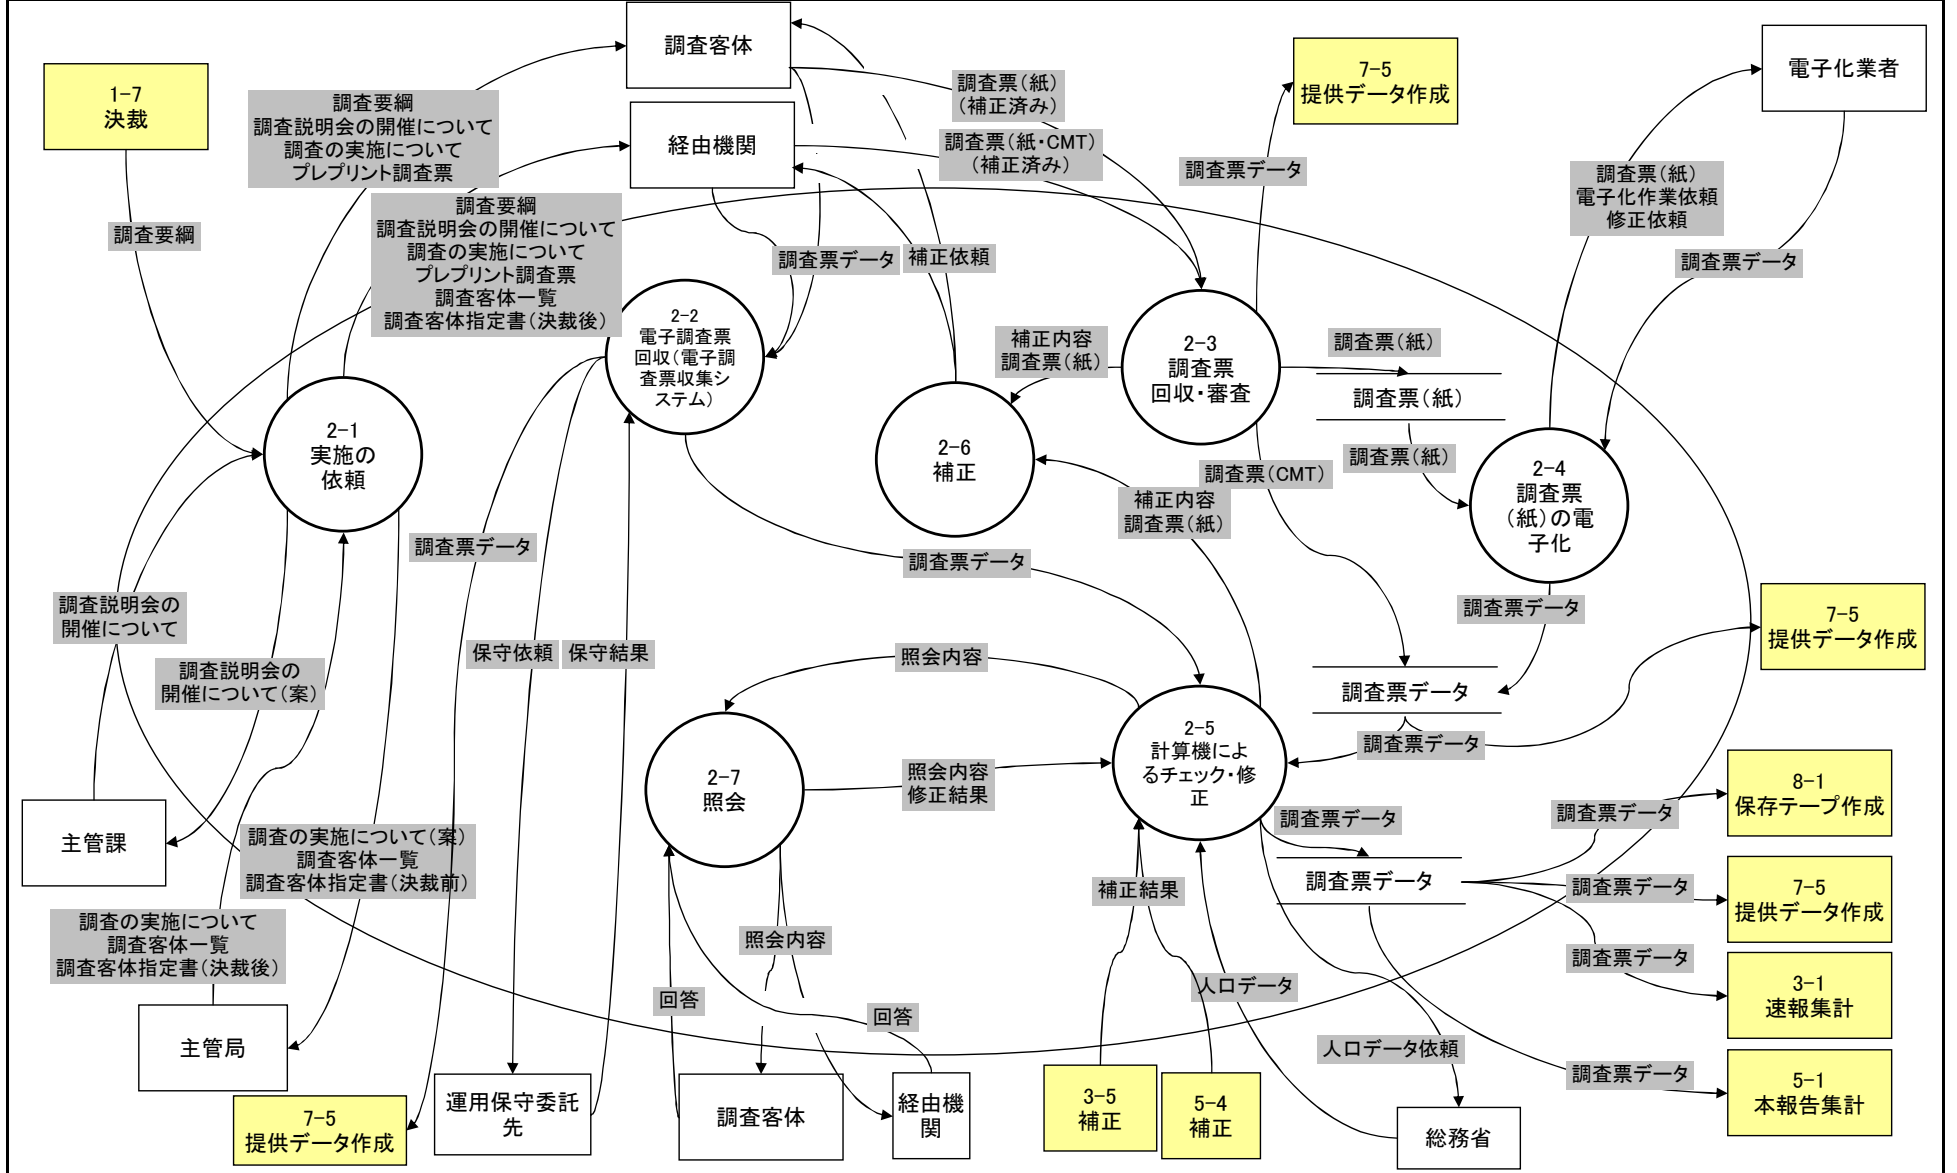 調査客体
1-7
決裁
調査要綱
調査説明会の開催について
調査の実施について
プレプリント調査票
経由機関
調査票(紙)
(補正済み)
調査票(紙・CMT)
(補正済み)
7-5
提供データ作成
電子化業者
調査票データ
調査票(紙)
電子化作業依頼
修正依頼
調査要綱
調査要綱
調査説明会の開催について
調査の実施について
プレプリント調査票
調査客体一覧
調査客体指定書(決裁後)
調査票データ
補正依頼
調査票データ
2-2
電子調査票
回収(電子調
査票収集シ
ステム)
2-3
調査票
回収・審査
補正内容
調査票(紙)
調査票(紙)
調査票(紙)
調査票(紙)
2-1
実施の
依頼
2-6
補正
調査票(CMT)
補正内容
調査票(紙)
2-4
調査票
(紙)の電
子化
調査票データ
調査票データ
調査票データ
調査説明会の
開催について
調査説明会の
開催について(案)
保守依頼
保守結果
照会内容
7-5
提供データ作成
調査票データ
調査票データ
2-5
計算機によ
るチェック・修
正
2-7
照会
照会内容
修正結果
8-1
保存テープ作成
調査票データ
調査票データ
主管課
調査の実施について(案)
調査客体一覧
調査客体指定書(決裁前)
調査票データ
調査票データ
7-5
提供データ作成
補正結果
調査の実施について
調査客体一覧
調査客体指定書(決裁後)
照会内容
調査票データ
3-1
速報集計
人口データ
回答
回答
主管局
人口データ依頼
調査票データ
5-1
本報告集計
7-5
提供データ作成
運用保守委託
先
調査客体
経由機
関
3-5
補正
5-4
補正
総務省